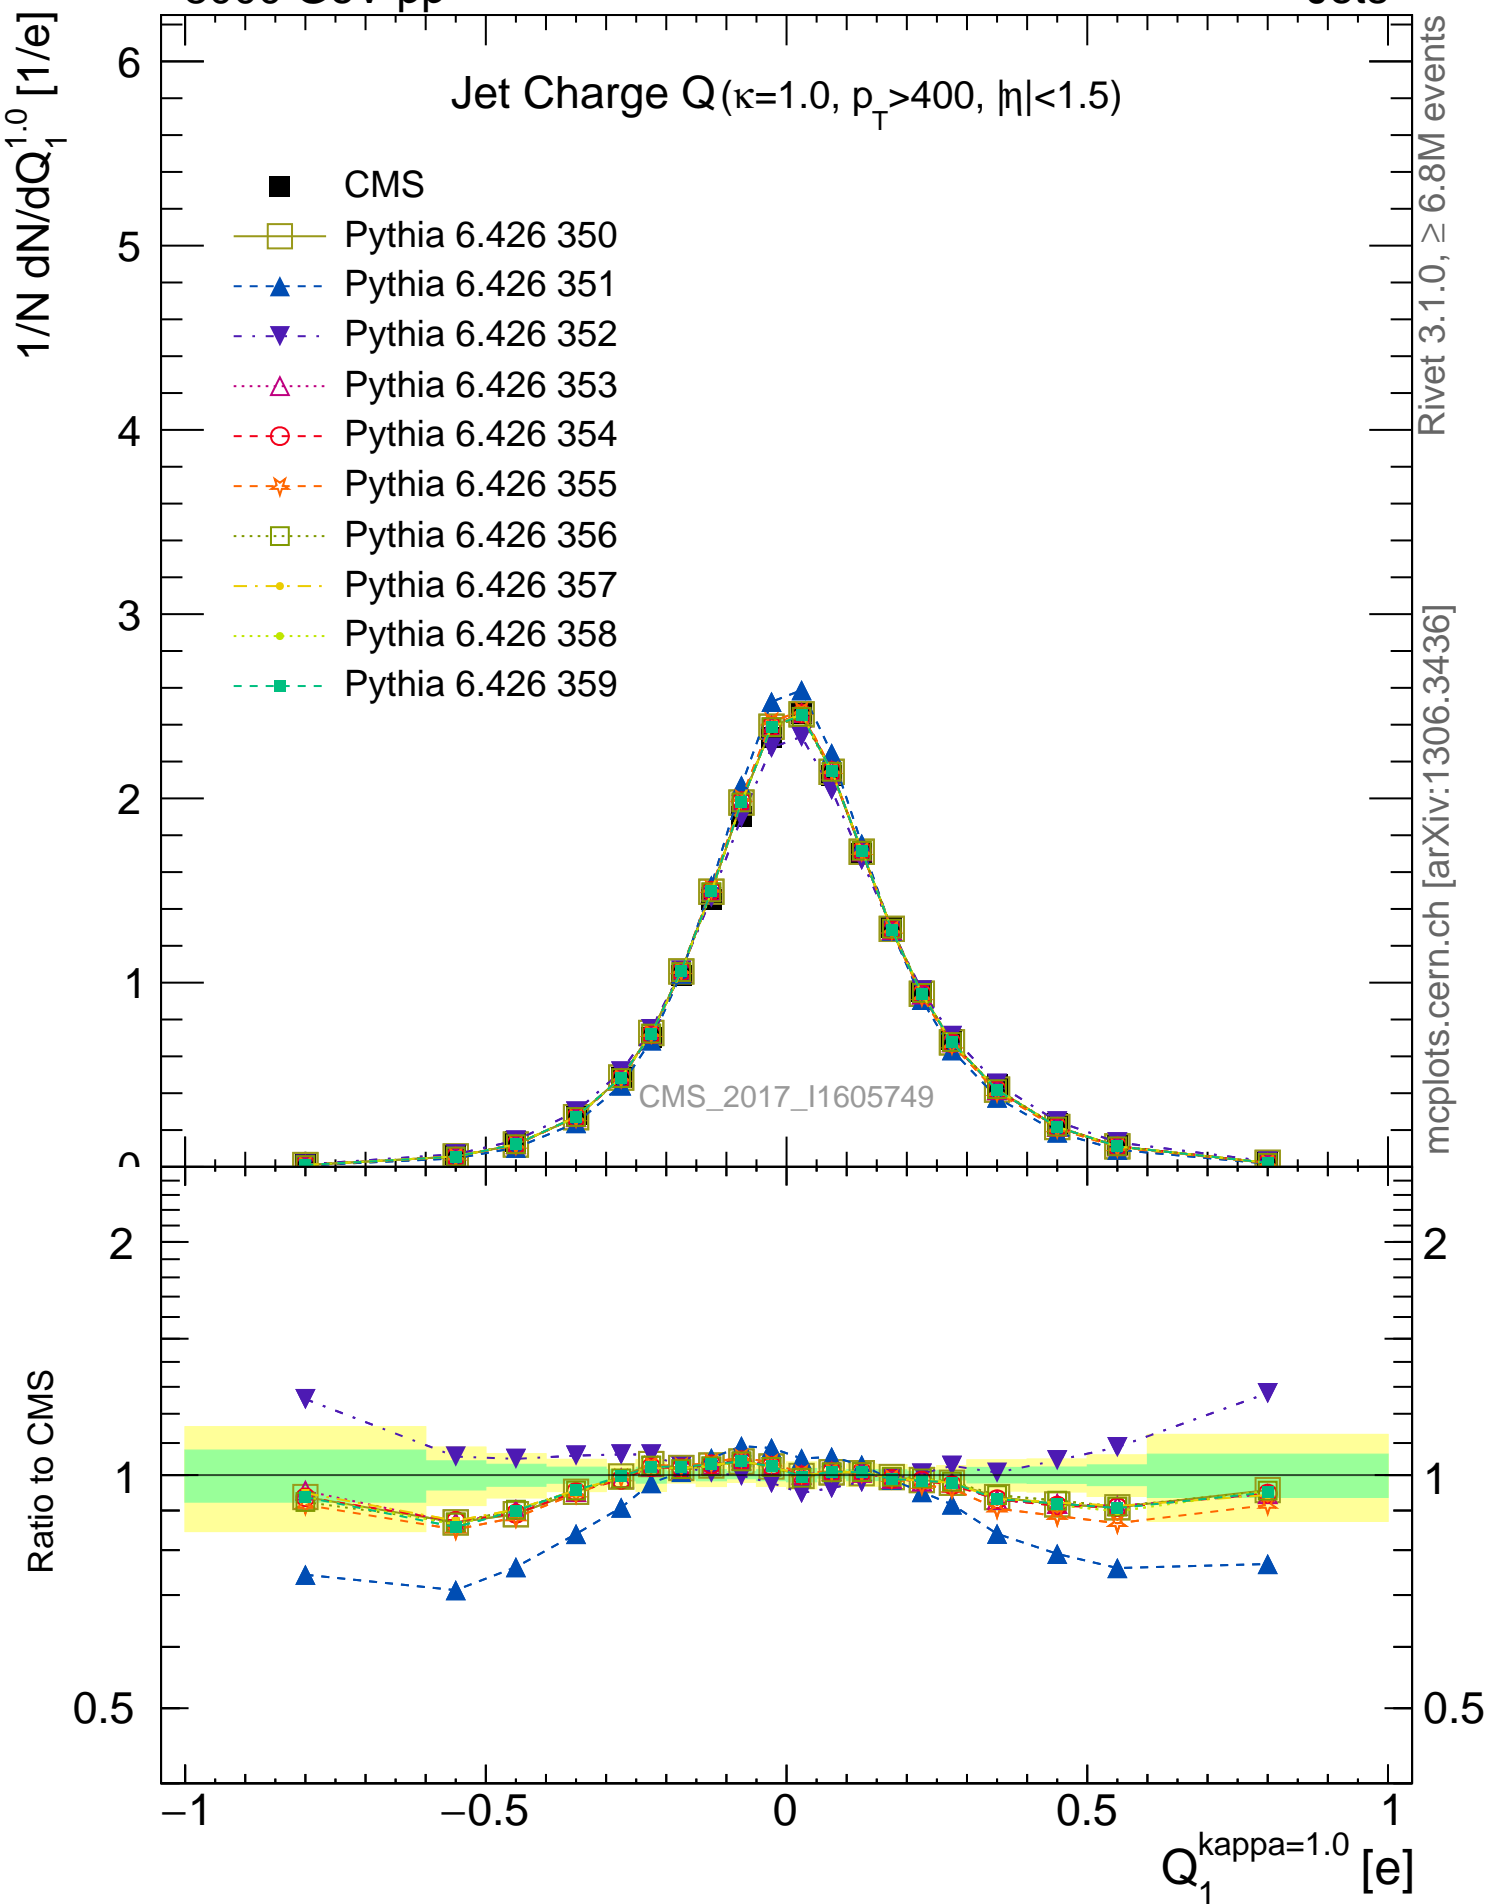 Jet Charge Q (κ=1.0, p_T>400, |η|<1.5)
1/N dN/dQ_1^1.0 [1/e]
CMS
Pythia 6.426 350
Pythia 6.426 351
Pythia 6.426 352
Pythia 6.426 353
Pythia 6.426 354
Pythia 6.426 355
Pythia 6.426 356
Pythia 6.426 357
Pythia 6.426 358
Pythia 6.426 359
6
5
4
3
2
1
0
CMS_2017_I1605749
Rivet 3.1.0, ≥ 6.8M events
mcplots.cern.ch [arXiv:1306.3436]
Ratio to CMS
2
1
0.5
2
1
0.5
−1
−0.5
0
0.5
1
Q_1^kappa=1.0 [e]